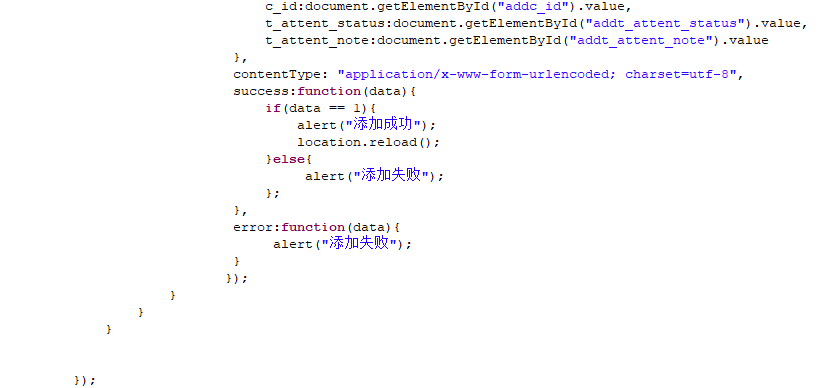 c_id:document.getElementById("addc_id").value,
t_attent_status:document.getElementById("addt_attent_status").value,
t_attent_note:document.getElementById("addt_attent_note").value
},
contentType: "application/x-www-form-urlencoded; charset=utf-8",
success:function(data){
if(data == 1){
alert("添加成功");
location.reload();
}else{
alert("添加失败");
};
},
error:function(data){
alert("添加失败");
}
});
}
}
}
});